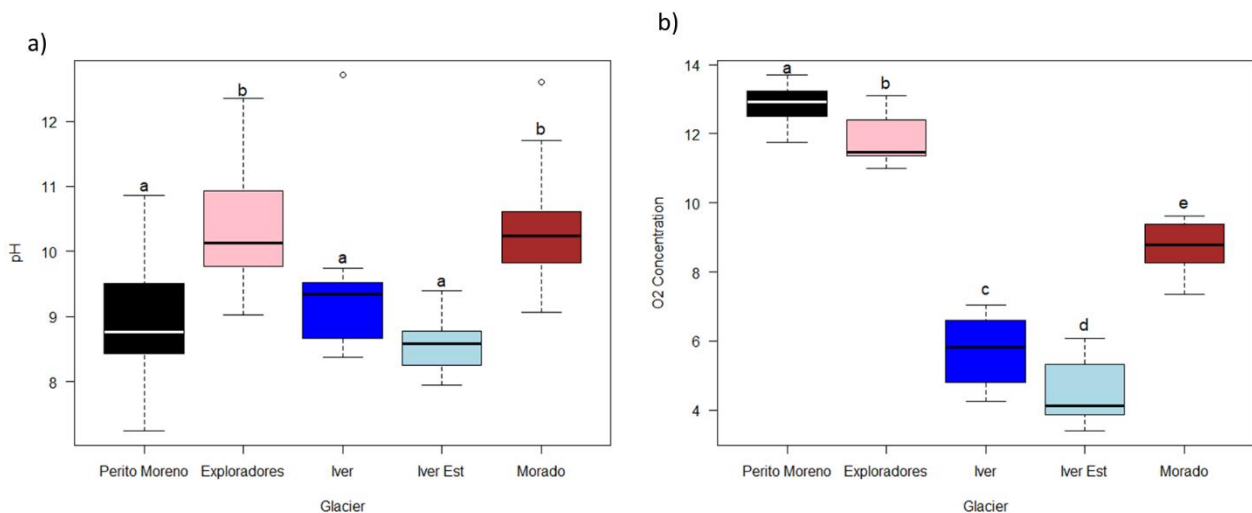 a)
b
b
a
a
a
12
11
10
9
8
pH
Perito Moreno Exploradores Iver Iver Est Morado
Glacier
b)
a
b
e
c
d
14
12
10
8
6
4
O2 Concentration
Perito Moreno Exploradores Iver Iver Est Morado
Glacier